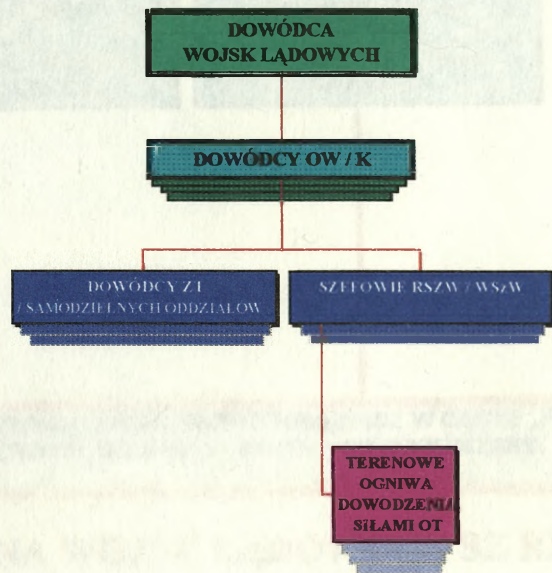 DOWÓDCA
WOJSK LĄDOWYCH
DOWÓDCY OW / K
DOWÓDCY ZT
/ SAMODZIELNYCH ODDZIAŁÓW
SZEFOWIE RSZW / WSzW
TERENOWE
OGNIWA
DOWODZENIA
SIŁAMI OT